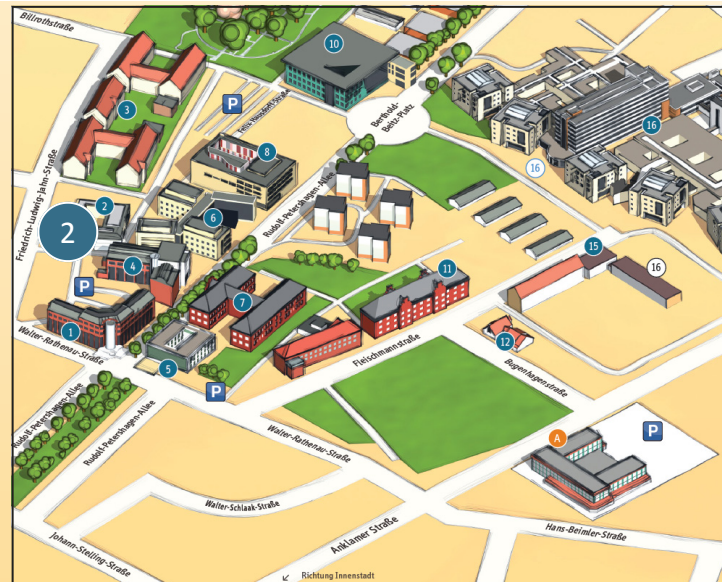 Billrothstraße
10
P
3
Felix-Hausdorff-Straße
Berthold-
Beitz-Platz
16
8
16
Friedrich-Ludwig-Jahn-Straße
2
2
6
Rudolf-Petershagen-Allee
4
15
16
11
P
7
1
12
Walter-Rathenau-Straße
5
Fleischmannstraße
Bugenhagenstraße
P
Rudolf-Petershagen-Allee
Rudolf-Petershagen-Allee
Walter-Rathenau-Straße
A
P
Walter-Schlaak-Straße
Anklamer Straße
Hans-Beimler-Straße
Johann-Stelling-Straße
Richtung Innenstadt